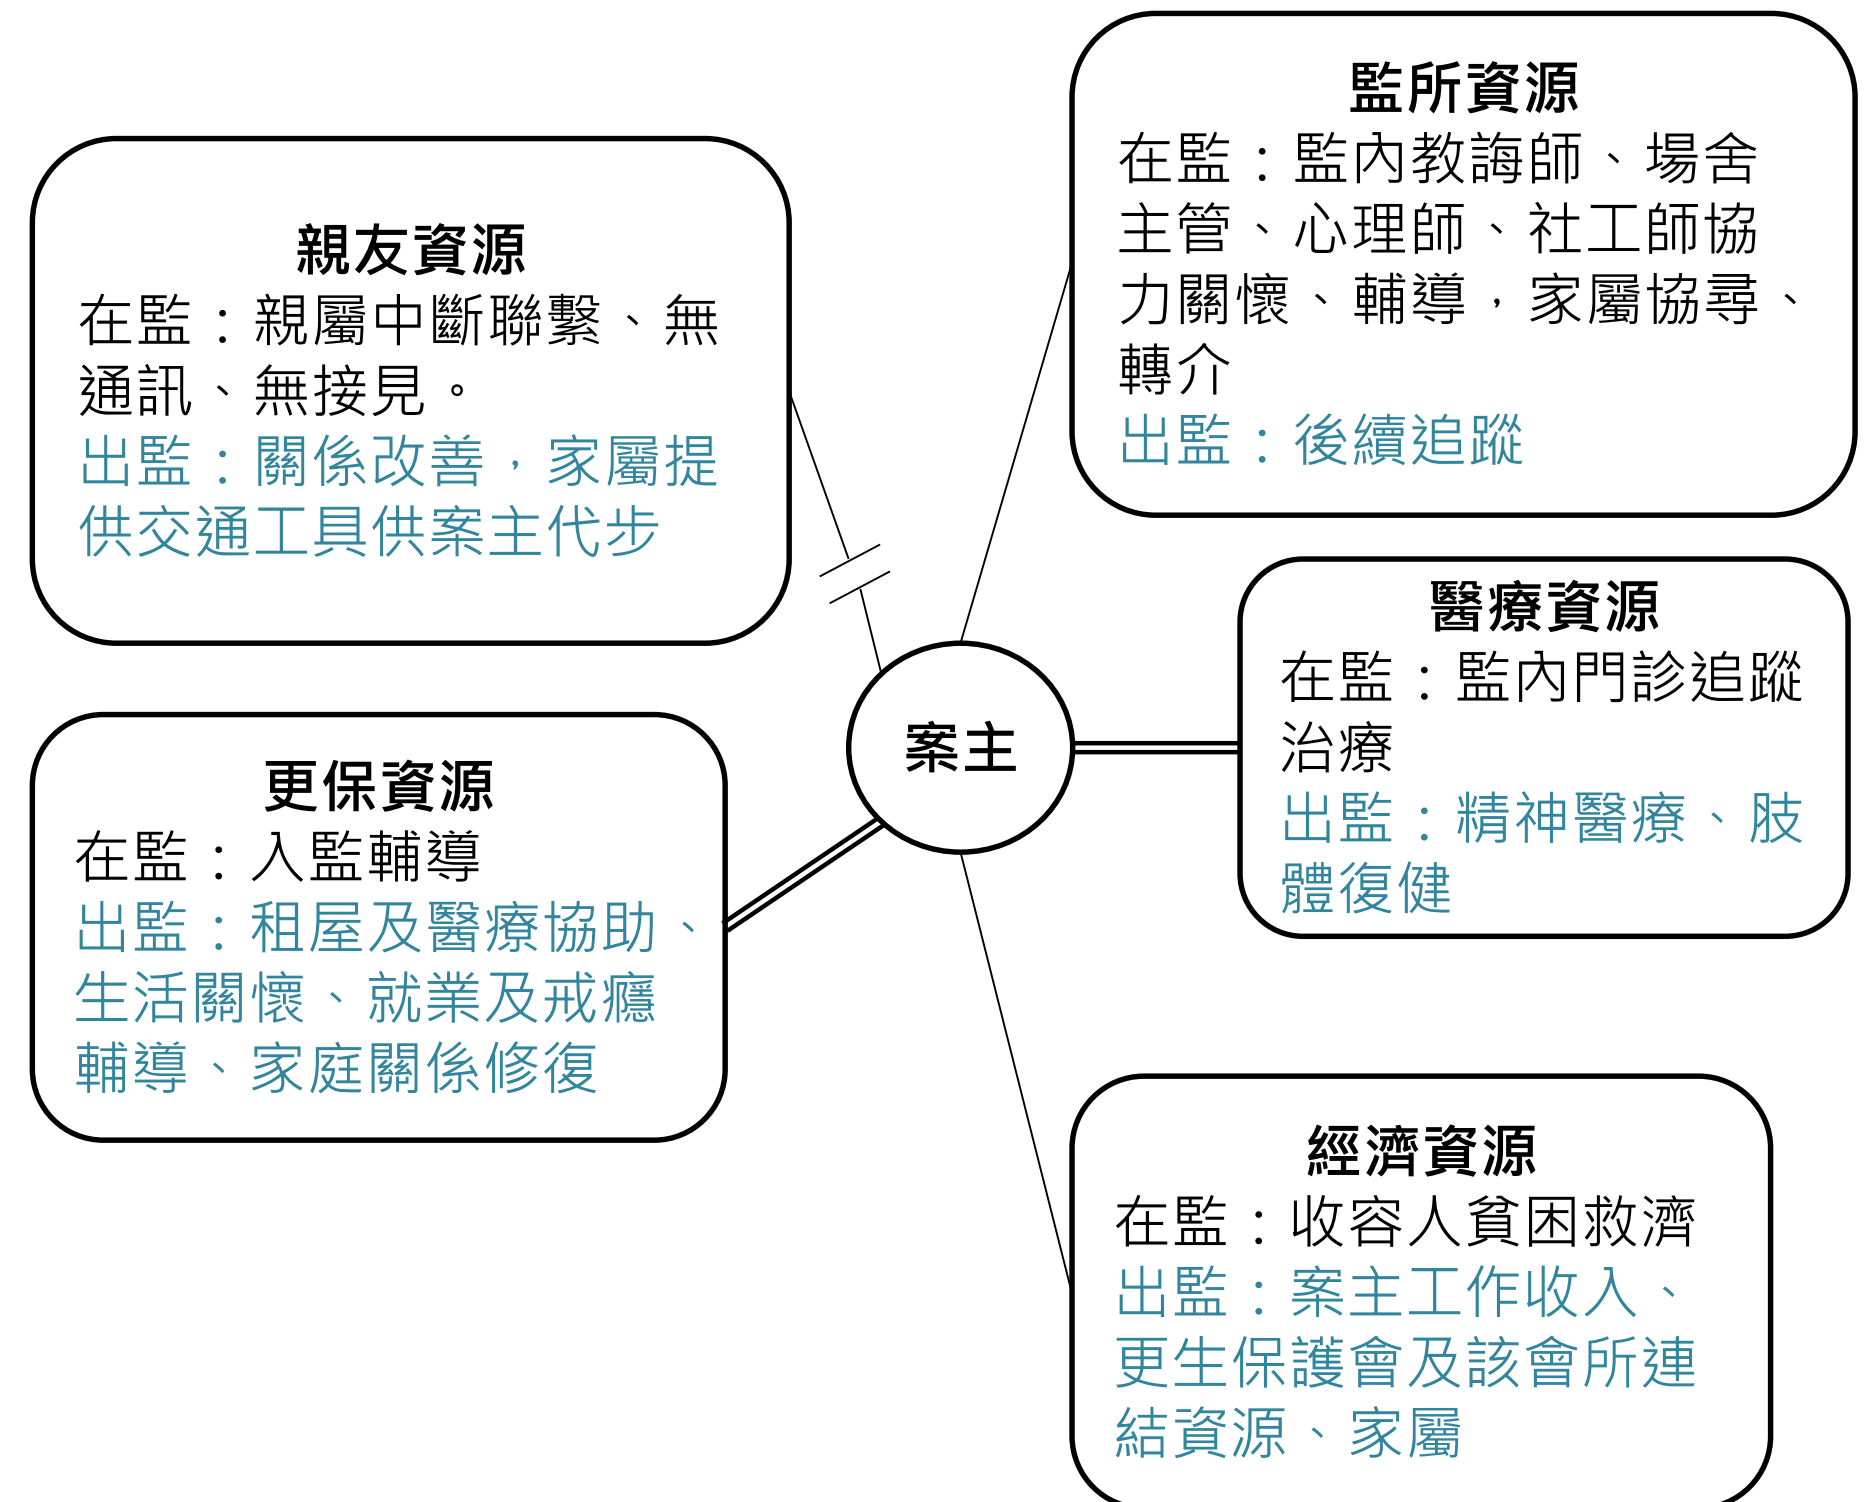 親友資源
在監：親屬中斷聯繫、無
通訊、無接見。
出監：關係改善，家屬提
供交通工具供案主代步
監所資源
在監：監內教誨師、場舍
主管、心理師、社工師協
力關懷、輔導，家屬協尋、
轉介
出監：後續追蹤
醫療資源
在監：監內門診追蹤
治療
出監：精神醫療、肢
體復健
案主
更保資源
在監：入監輔導
出監：租屋及醫療協助、
生活關懷、就業及戒癮
輔導、家庭關係修復
經濟資源
在監：收容人貧困救濟
出監：案主工作收入、
更生保護會及該會所連
結資源、家屬